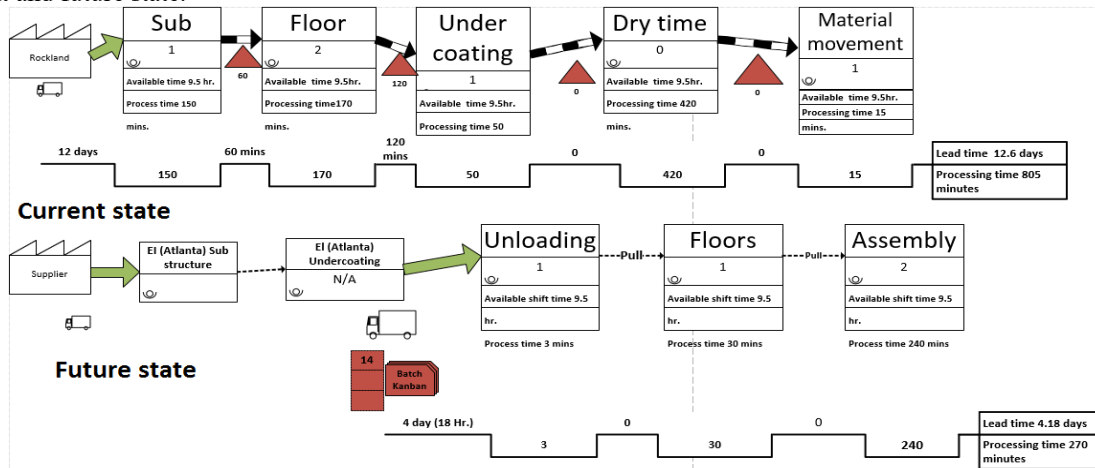 Sub
Floor
Under
coating
Dry time
Material
movement
Rockland
1
2
1
0
1
Available time 9.5 hr.
Process time 150
mins.
60
Available time 9.5hr.
Processing time170
mins.
120
Available time 9.5hr.
Processing time 50
0
Available time 9.5hr.
Processing time 420
mins.
0
Available time 9.5hr.
Processing time 15
mins.
12 days
60 mins
120
mins
0
0
150
170
50
420
15
Lead time 12.6 days
Processing time 805
minutes
Current state
Supplier
EI (Atlanta) Sub
structure
El (Atlanta)
Undercoating
N/A
Unloading
1
Available shift time 9.5
hr.
Process time 3 mins
Pull
Floors
1
Available shift time 9.5
hr.
Process time 30 mins
Pull
Assembly
2
Available shift time 9.5
hr.
Process time 240 mins
Future state
14
Batch
Kanban
4 day (18 Hr.)
0
0
3
30
240
Lead time 4.18 days
Processing time 270
minutes